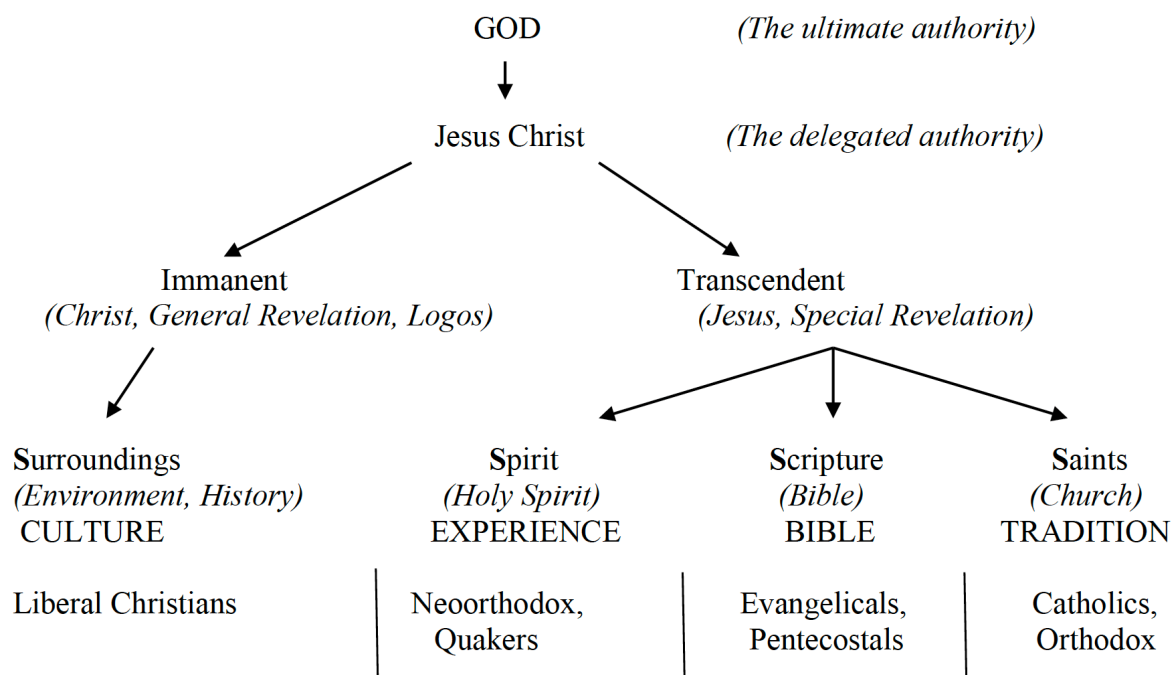 GOD (The ultimate authority)
Jesus Christ (The delegated authority)
Immanent Transcendent
(Christ, General Revelation, Logos) (Jesus, Special Revelation)
Surroundings Spirit Scripture Saints
(Environment, History) (Holy Spirit) (Bible) (Church)
CULTURE EXPERIENCE BIBLE TRADITION
Liberal Christians Neoorthodox, Evangelicals, Catholics,
Quakers Pentecostals Orthodox